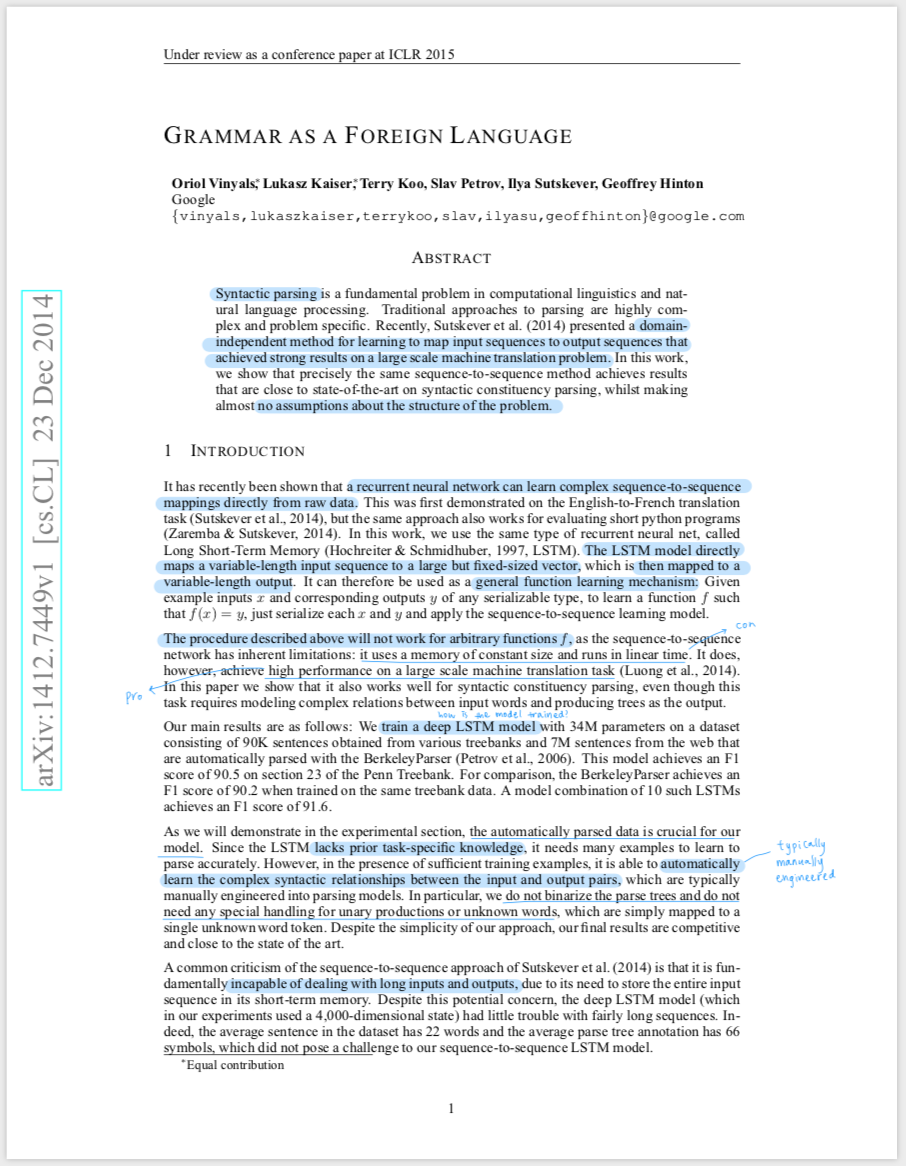 Under review as a conference paper at ICLR 2015
GRAMMAR AS A FOREIGN LANGUAGE
Oriol Vinyals,* Lukasz Kaiser,* Terry Koo, Slav Petrov, Ilya Sutskever, Geoffrey Hinton
Google
{vinyals,lukaszkaiser,terrykoo,slav,ilyasu,geoffhinton}@google.com
ABSTRACT
Syntactic parsing is a fundamental problem in computational linguistics and nat-
ural language processing. Traditional approaches to parsing are highly com-
plex and problem specific. Recently, Sutskever et al. (2014) presented a domain-
independent method for learning to map input sequences to output sequences that
achieved strong results on a large scale machine translation problem. In this work,
we show that precisely the same sequence-to-sequence method achieves results
that are close to state-of-the-art on syntactic constituency parsing, whilst making
almost no assumptions about the structure of the problem.
1 INTRODUCTION
It has recently been shown that a recurrent neural network can learn complex sequence-to-sequence
mappings directly from raw data. This was first demonstrated on the English-to-French translation
task (Sutskever et al., 2014), but the same approach also works for evaluating short python programs
(Zaremba & Sutskever, 2014). In this work, we use the same type of recurrent neural net, called
Long Short-Term Memory (Hochreiter & Schmidhuber, 1997, LSTM). The LSTM model directly
maps a variable-length input sequence to a large but fixed-sized vector, which is then mapped to a
variable-length output. It can therefore be used as a general function learning mechanism: Given
example inputs x and corresponding outputs y of any serializable type, to learn a function f such
that f(x) = y, just serialize each x and y and apply the sequence-to-sequence learning model.
con
The procedure described above will not work for arbitrary functions f, as the sequence-to-sequence
network has inherent limitations: it uses a memory of constant size and runs in linear time. It does,
however, achieve high performance on a large scale machine translation task (Luong et al., 2014).
In this paper we show that it also works well for syntactic constituency parsing, even though this
pro
task requires modeling complex relations between input words and producing trees as the output.
how is the model trained?
Our main results are as follows: We train a deep LSTM model with 34M parameters on a dataset
consisting of 90K sentences obtained from various treebanks and 7M sentences from the web that
are automatically parsed with the BerkeleyParser (Petrov et al., 2006). This model achieves an F1
score of 90.5 on section 23 of the Penn Treebank. For comparison, the BerkeleyParser achieves an
F1 score of 90.2 when trained on the same treebank data. A model combination of 10 such LSTMs
achieves an F1 score of 91.6.
As we will demonstrate in the experimental section, the automatically parsed data is crucial for our
model. Since the LSTM lacks prior task-specific knowledge, it needs many examples to learn to
parse accurately. However, in the presence of sufficient training examples, it is able to automatically
learn the complex syntactic relationships between the input and output pairs, which are typically
manually engineered into parsing models. In particular, we do not binarize the parse trees and do not
need any special handling for unary productions or unknown words, which are simply mapped to a
single unknown word token. Despite the simplicity of our approach, our final results are competitive
and close to the state of the art.
typically
manually
engineered
A common criticism of the sequence-to-sequence approach of Sutskever et al. (2014) is that it is fun-
damentally incapable of dealing with long inputs and outputs, due to its need to store the entire input
sequence in its short-term memory. Despite this potential concern, the deep LSTM model (which
in our experiments used a 4,000-dimensional state) had little trouble with fairly long sequences. In-
deed, the average sentence in the dataset has 22 words and the average parse tree annotation has 66
symbols, which did not pose a challenge to our sequence-to-sequence LSTM model.
*Equal contribution
1
arXiv:1412.7449v1 [cs.CL] 23 Dec 2014